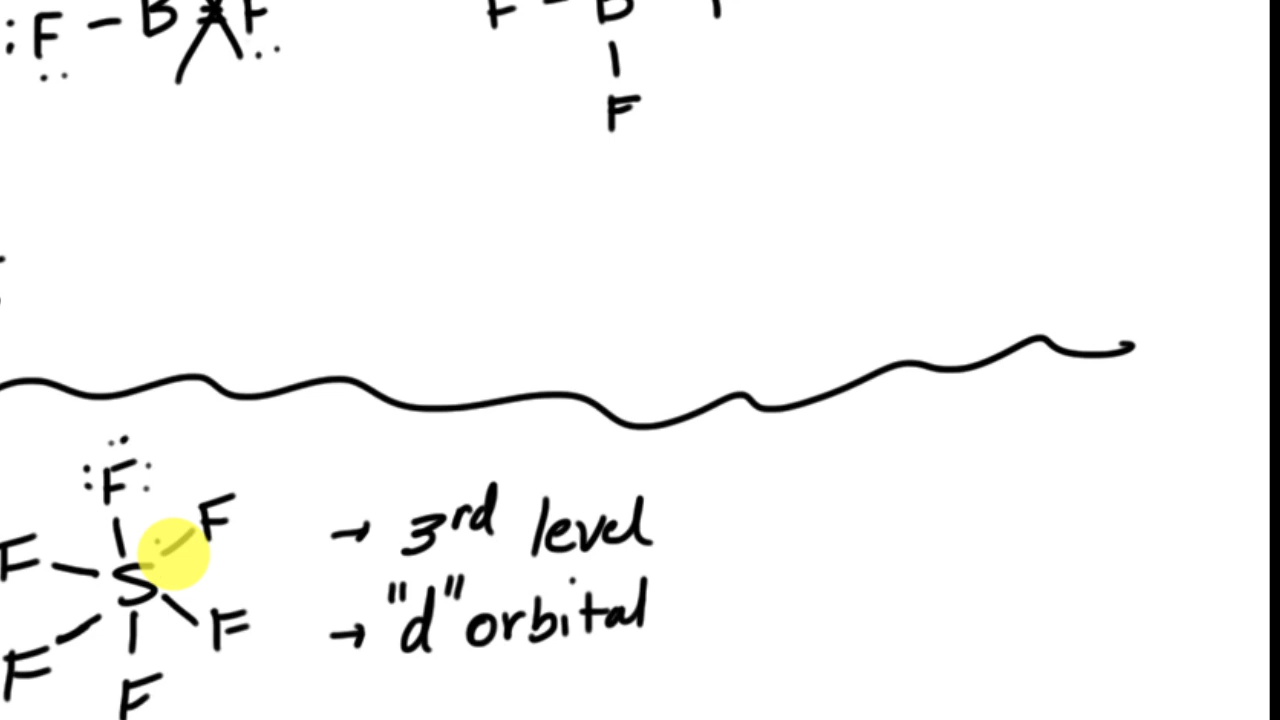 :F – B F
F – B
F
F
F → 3rd level
F S
→ "d" orbital
F
F
F